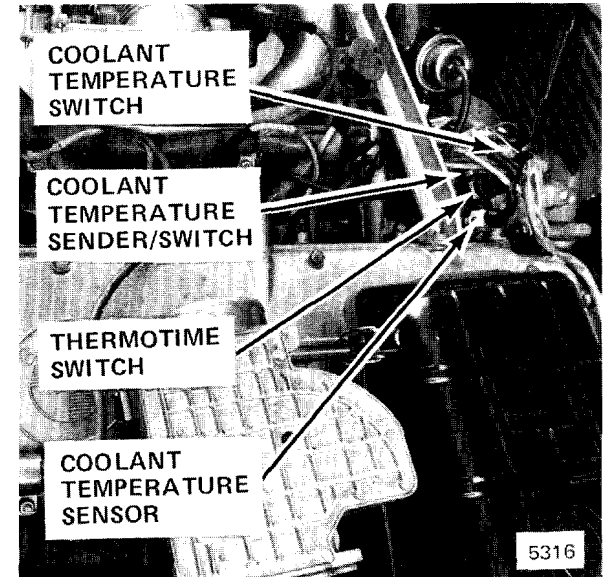 COOLANT
TEMPERATURE
SWITCH
COOLANT
TEMPERATURE
SENDER/SWITCH
THERMOTIME
SWITCH
COOLANT
TEMPERATURE
SENSOR
5316